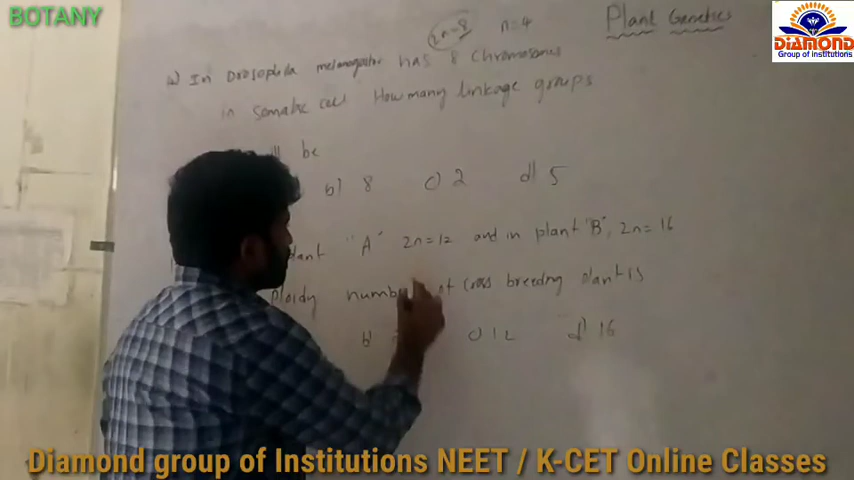 BOTANY
2n=8 n=4 Plant Genetics
DIAMOND
Group of institutions
a) In Drosophila melanogaster has 8 chromosomes
in somatic cell How many linkage groups
be
b) 8 c) 2 d) 5
"A" 2n=12 and in plant "B", 2n=16
ploidy of cross breeding plant is
b) c) 12 d) 16
Diamond group of Institutions NEET / K-CET Online Classes